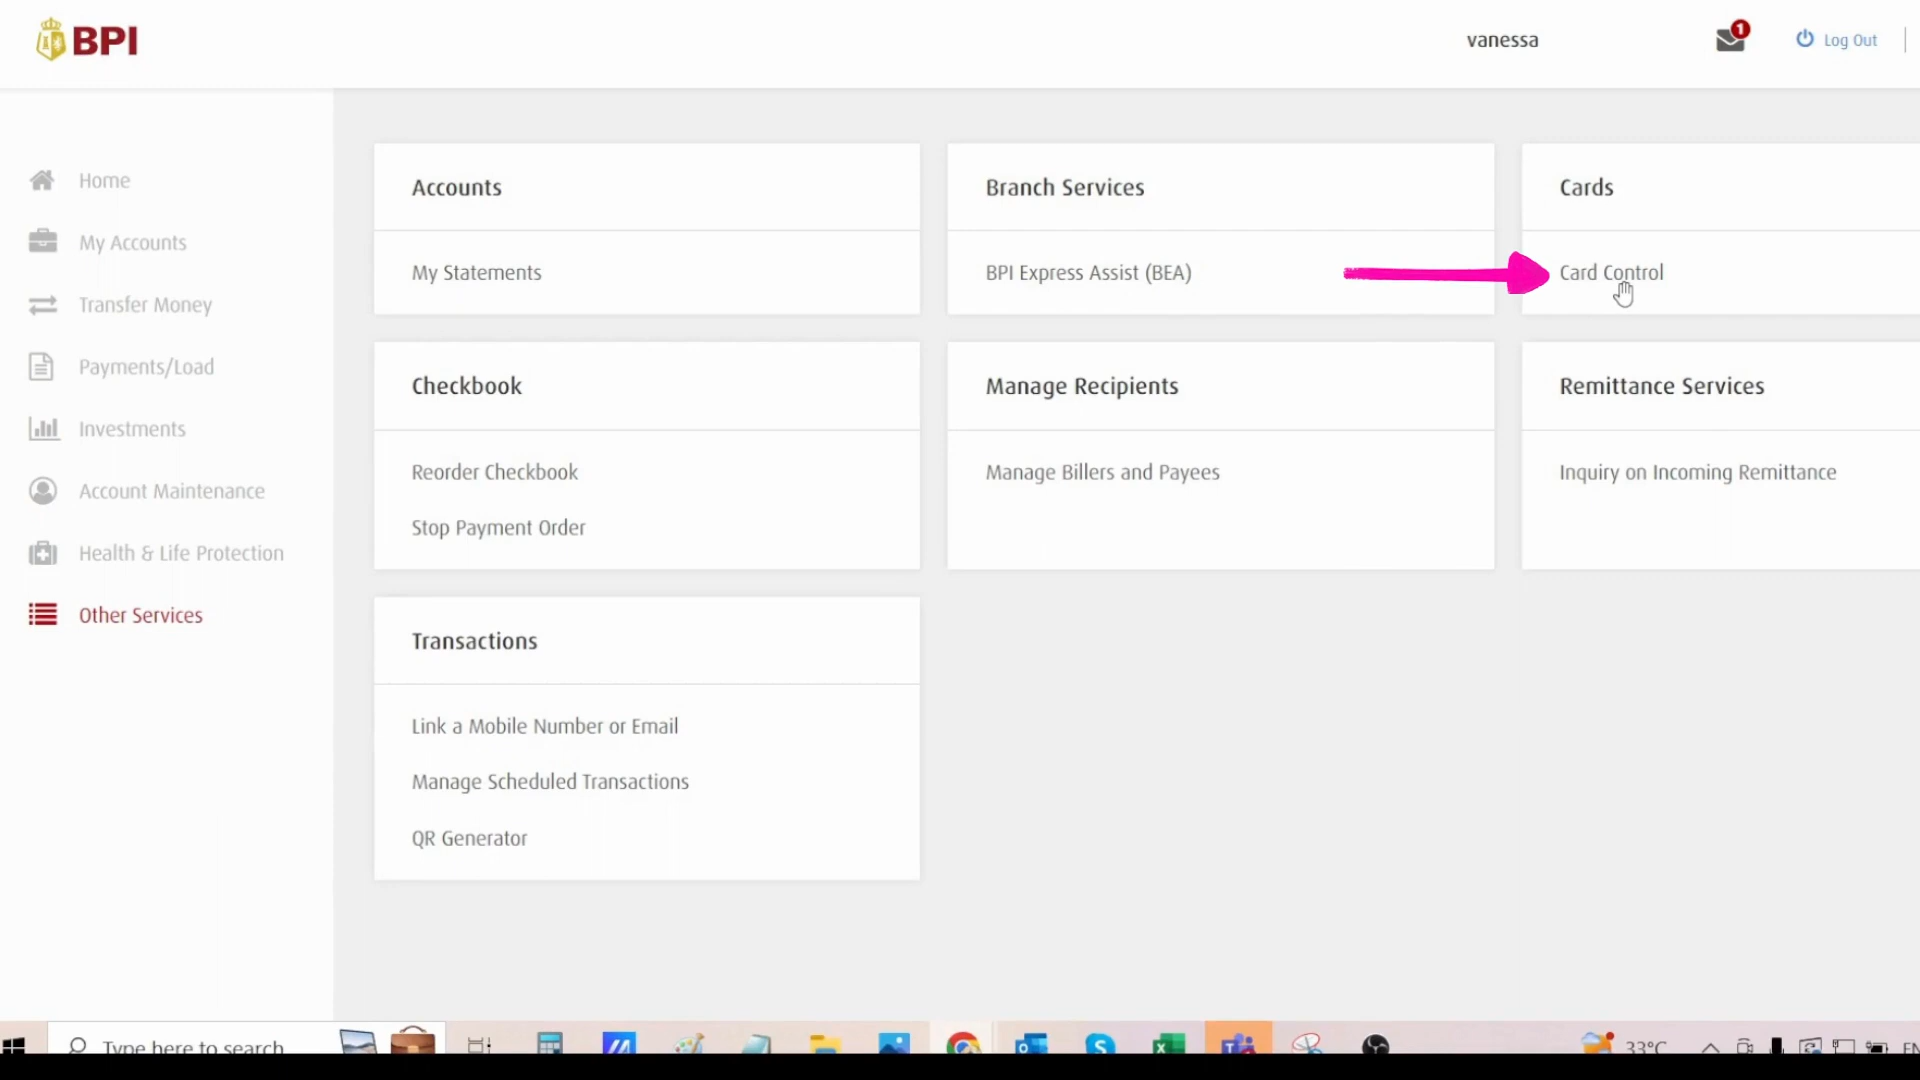 BPI
vanessa
1
Log Out
Home
My Accounts
Transfer Money
Payments/Load
Investments
Account Maintenance
Health & Life Protection
Other Services
Accounts
My Statements
Branch Services
BPI Express Assist (BEA)
Cards
Card Control
Checkbook
Reorder Checkbook
Stop Payment Order
Manage Recipients
Manage Billers and Payees
Remittance Services
Inquiry on Incoming Remittance
Transactions
Link a Mobile Number or Email
Manage Scheduled Transactions
QR Generator
Type here to search
33°C